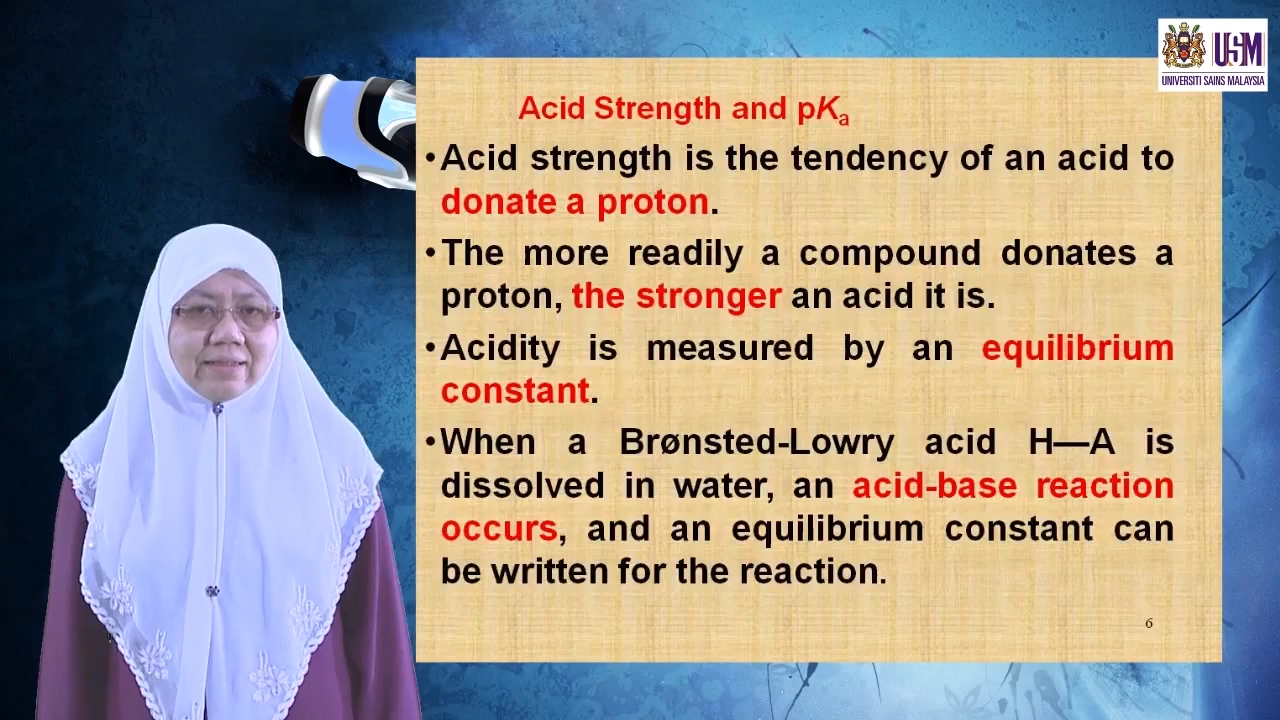 USM
UNIVERSITI SAINS MALAYSIA
Acid Strength and pKa
•Acid strength is the tendency of an acid to
donate a proton.
•The more readily a compound donates a
proton, the stronger an acid it is.
•Acidity is measured by an equilibrium
constant.
•When a Brønsted-Lowry acid H—A is
dissolved in water, an acid-base reaction
occurs, and an equilibrium constant can
be written for the reaction.
6